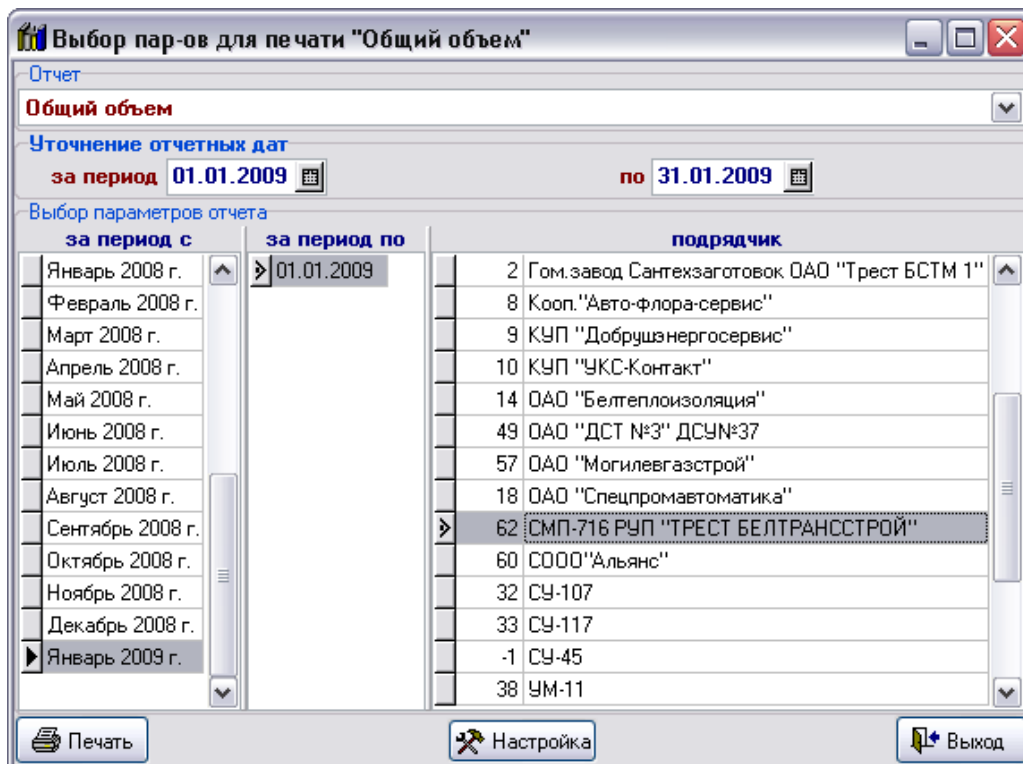 Выбор пар-ов для печати "Общий объем"
Отчет
Общий объем
Уточнение отчетных дат
за период 01.01.2009 по 31.01.2009
Выбор параметров отчета
за период с за период по подрядчик
Январь 2008 г. 01.01.2009 2 Гом.завод Сантехзаготовок ОАО "Трест БСТМ 1"
Февраль 2008 г. 8 Кооп."Авто-флора-сервис"
Март 2008 г. 9 КУП "Добрушэнергосервис"
Апрель 2008 г. 10 КУП "УКС-Контакт"
Май 2008 г. 14 ОАО "Белтеплоизоляция"
Июнь 2008 г. 49 ОАО "ДСТ №3" ДСУ№37
Июль 2008 г. 57 ОАО "Могилевгазстрой"
Август 2008 г. 18 ОАО "Спецпромавтоматика"
Сентябрь 2008 г. 62 СМП-716 РУП "ТРЕСТ БЕЛТРАНССТРОЙ"
Октябрь 2008 г. 60 СООО"Альянс"
Ноябрь 2008 г. 32 СУ-107
Декабрь 2008 г. 33 СУ-117
Январь 2009 г. -1 СУ-45
38 УМ-11
Печать Настройка Выход